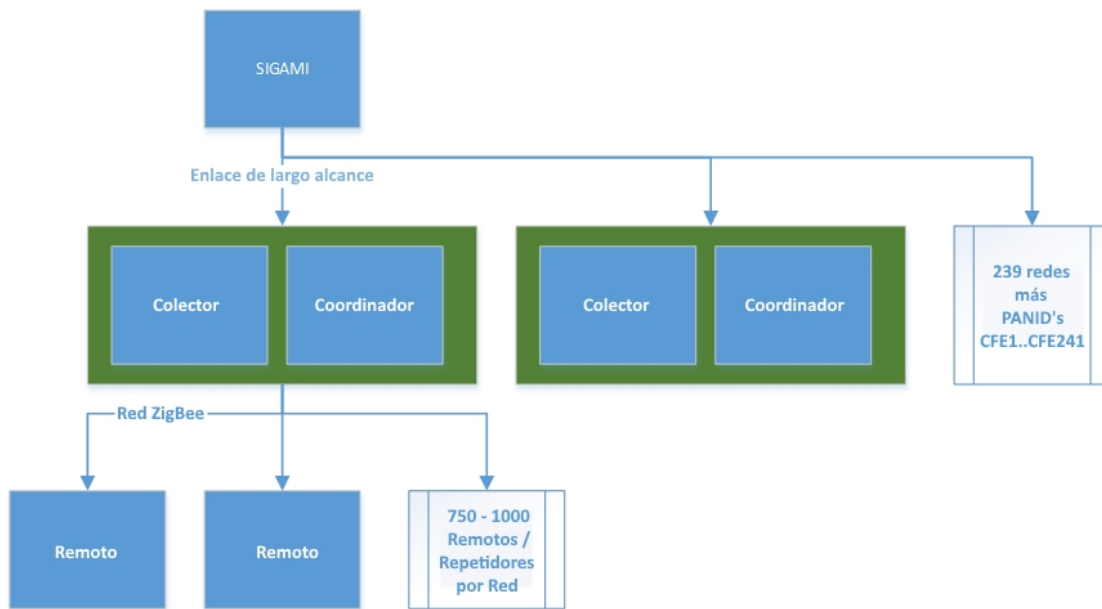 SIGAMI
Enlace de largo alcance
Colector
Coordinador
Colector
Coordinador
239 redes
más
PANID's
CFE1..CFE241
Red ZigBee
Remoto
Remoto
750 - 1000
Remotos /
Repetidores
por Red